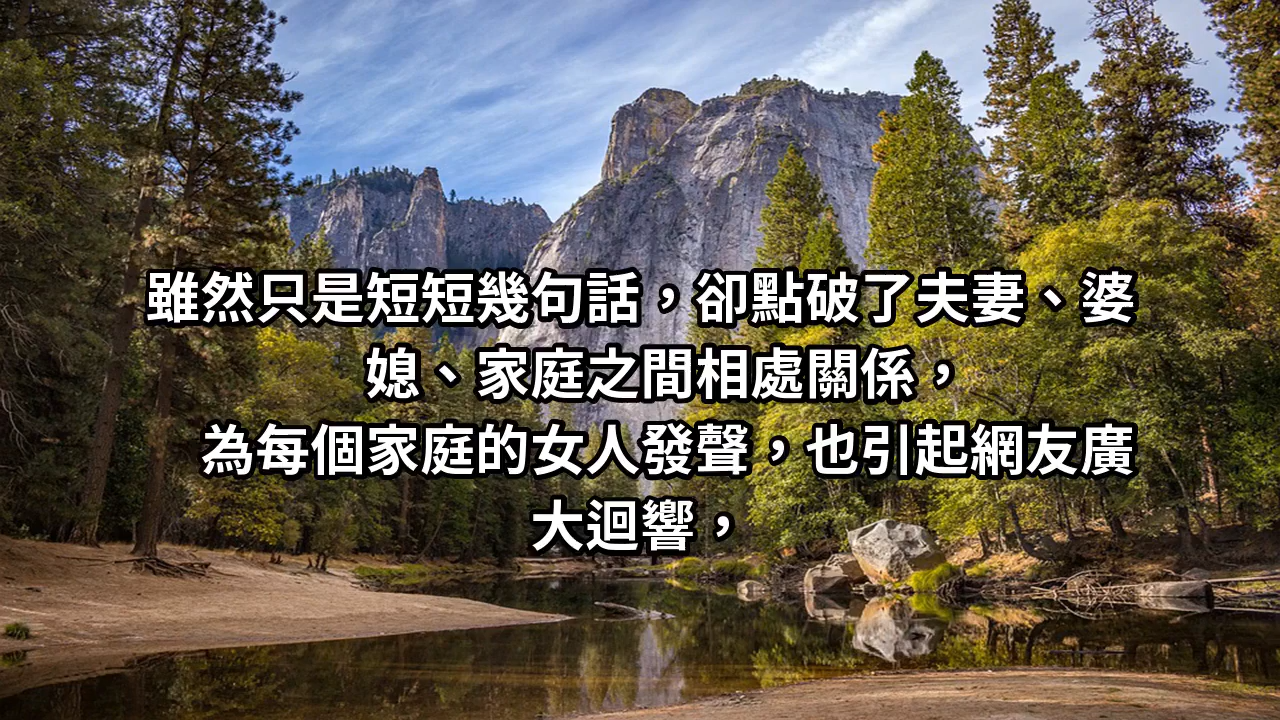 雖然只是短短幾句話，卻點破了夫妻、婆
媳、家庭之間相處關係，
為每個家庭的女人發聲，也引起網友廣
大迴響，